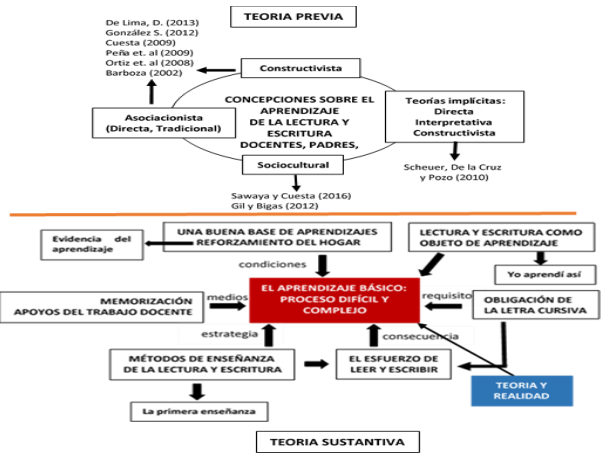 TEORIA PREVIA
De Lima, D. (2013)
González S. (2012)
Cuesta (2009)
Peña et. al (2009)
Ortiz et. al (2008)
Barboza (2002)
Constructivista
Asociacionista
(Directa, Tradicional)
CONCEPCIONES SOBRE EL
APRENDIZAJE
DE LA LECTURA Y
ESCRITURA
DOCENTES, PADRES,
Teorías implícitas:
Directa
Interpretativa
Constructivista
Sociocultural
Scheuer, De la Cruz
y Pozo (2010)
Sawaya y Cuesta (2016)
Gil y Bigas (2012)
Evidencia del
aprendizaje
UNA BUENA BASE DE APRENDIZAJES
REFORZAMIENTO DEL HOGAR
LECTURA Y ESCRITURA COMO
OBJETO DE APRENDIZAJE
condiciones
Yo aprendí así
EL APRENDIZAJE BÁSICO:
PROCESO DIFÍCIL Y
COMPLEJO
MEMORIZACIÓN
APOYOS DEL TRABAJO DOCENTE
medios
requisito
OBLIGACIÓN DE
LA LETRA CURSIVA
estrategia
consecuencia
MÉTODOS DE ENSEÑANZA
DE LA LECTURA Y ESCRITURA
EL ESFUERZO DE
LEER Y ESCRIBIR
TEORIA Y
REALIDAD
La primera enseñanza
TEORIA SUSTANTIVA